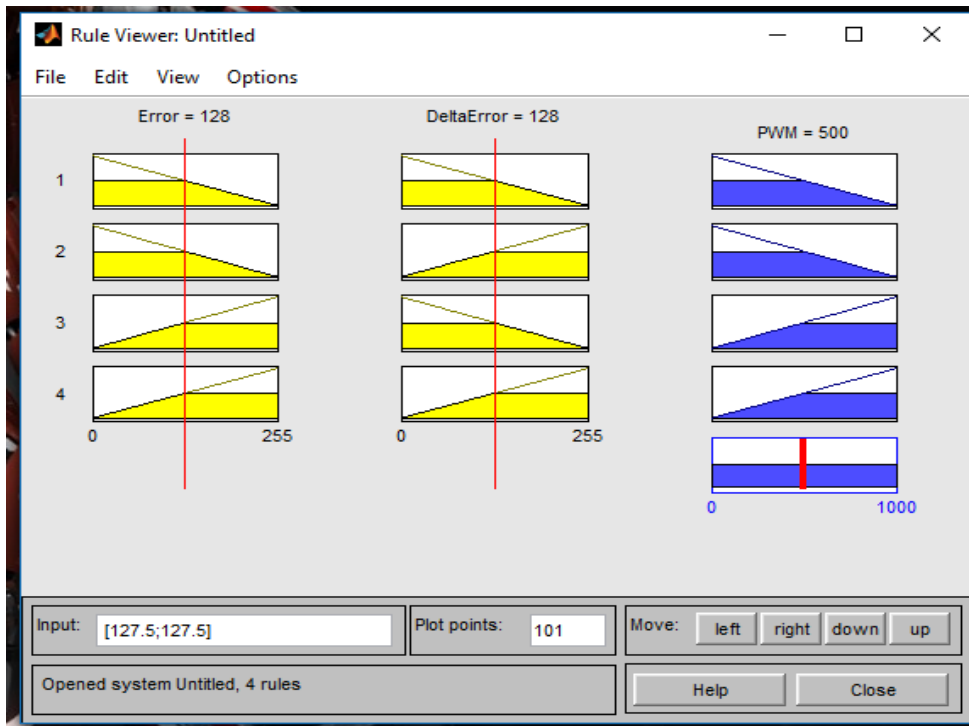 Rule Viewer: Untitled
File Edit View Options
Error = 128 DeltaError = 128 PWM = 500
1
2
3
4
0 255 0 255
0 1000
Input: [127.5;127.5] Plot points: 101 Move: left right down up
Opened system Untitled, 4 rules Help Close